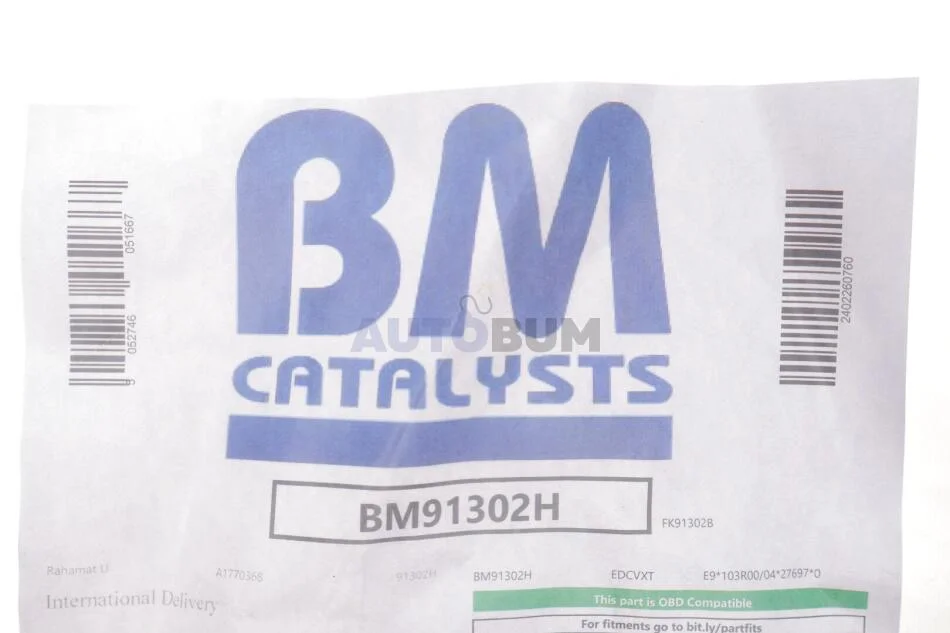 BM
CATALYSTS
AUTOBUM
9 052746 051667
2402260760
BM91302H
FK91302B
Rahamat U A1770368 91302H
International Delivery
BM91302H EDCVXT E9*103R00/04*27697*0
This part is OBD Compatible
For fitments go to bit.ly/partfits